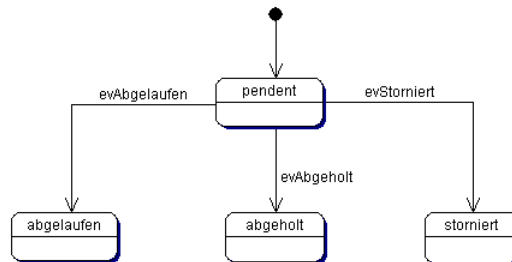 pendent
evAbgelaufen
evStorniert
evAbgeholt
abgelaufen
abgeholt
storniert